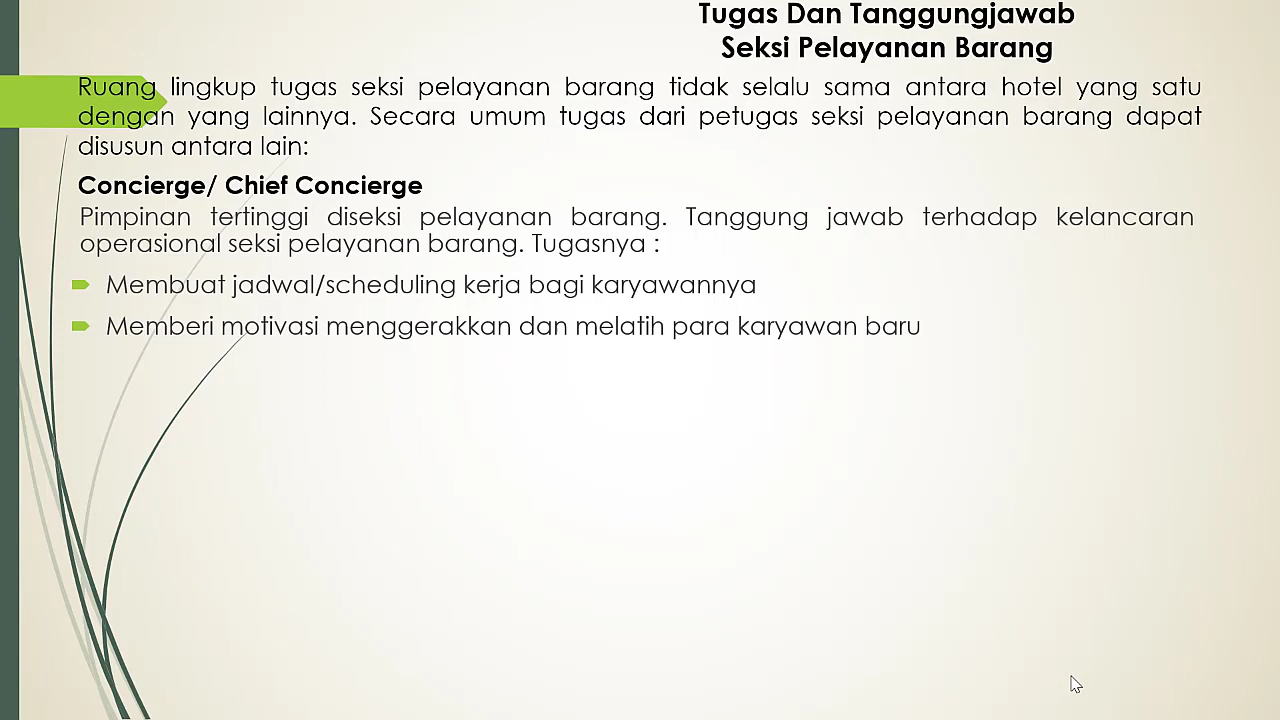 Tugas Dan Tanggungjawab
Seksi Pelayanan Barang
Ruang lingkup tugas seksi pelayanan barang tidak selalu sama antara hotel yang satu
dengan yang lainnya. Secara umum tugas dari petugas seksi pelayanan barang dapat
disusun antara lain:
Concierge/ Chief Concierge
Pimpinan tertinggi diseksi pelayanan barang. Tanggung jawab terhadap kelancaran
operasional seksi pelayanan barang. Tugasnya :
Membuat jadwal/scheduling kerja bagi karyawannya
Memberi motivasi menggerakkan dan melatih para karyawan baru